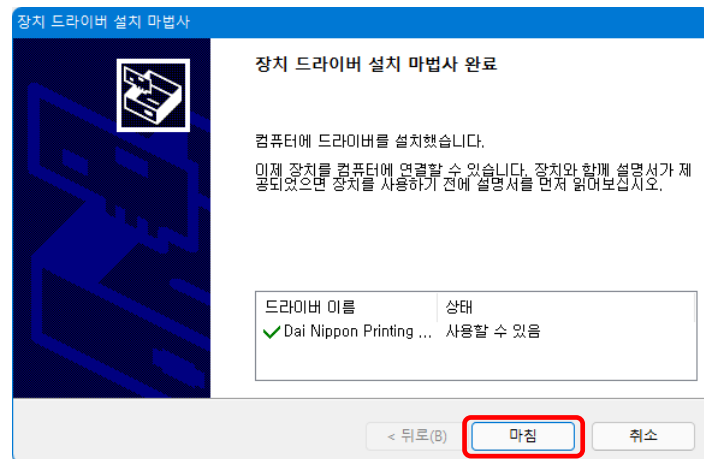 장치 드라이버 설치 마법사
장치 드라이버 설치 마법사 완료
컴퓨터에 드라이버를 설치했습니다.
이제 장치를 컴퓨터에 연결할 수 있습니다. 장치와 함께 설명서가 제
공되었으면 장치를 사용하기 전에 설명서를 먼저 읽어보십시오.
드라이버 이름 상태
Dai Nippon Printing ... 사용할 수 있음
< 뒤로(B) 마침 취소